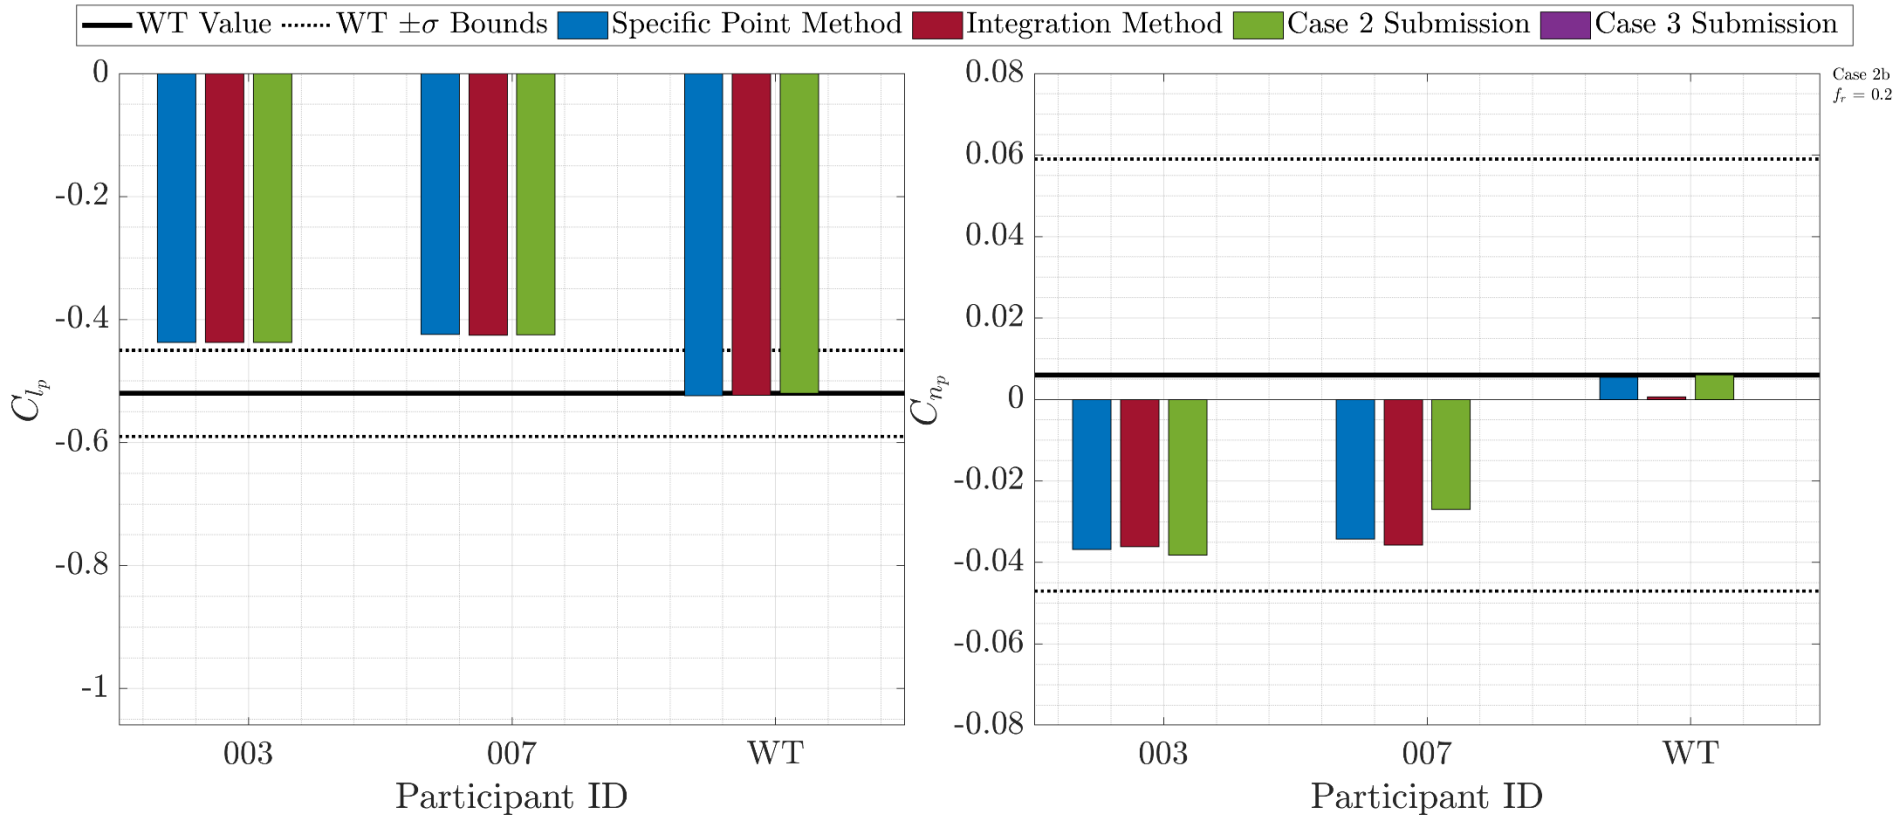 WT Value WT ±σ Bounds Specific Point Method Integration Method Case 2 Submission Case 3 Submission
Case 2b
f_r = 0.2
0
-0.2
-0.4
-0.6
-0.8
-1
C_{l_p}
003 007 WT
Participant ID
0.08
0.06
0.04
0.02
0
-0.02
-0.04
-0.06
-0.08
C_{n_p}
003 007 WT
Participant ID